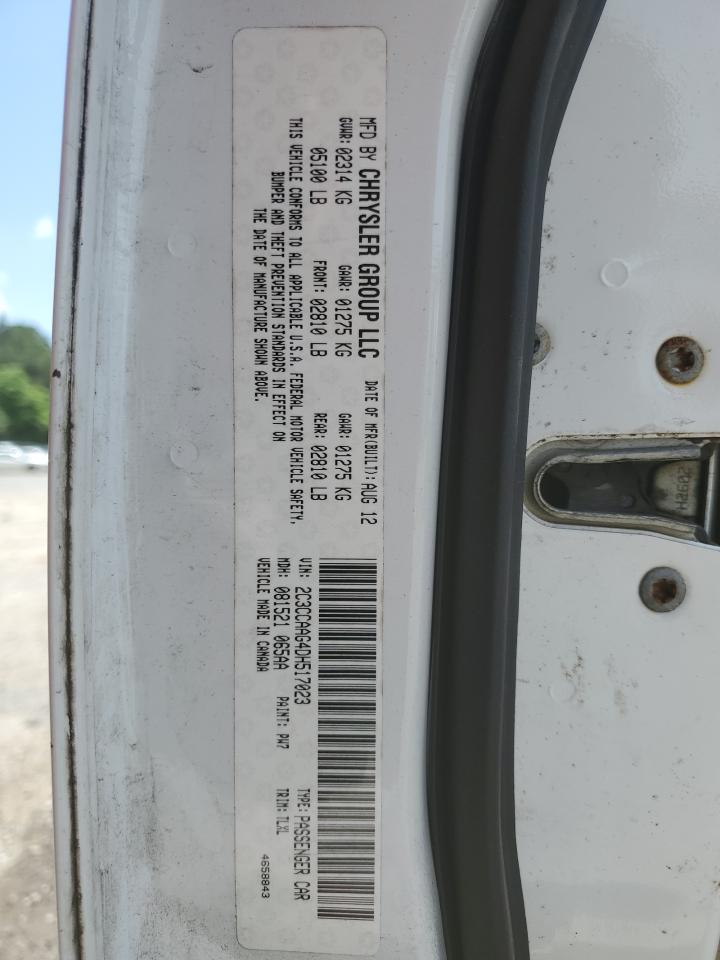 MFD BY CHRYSLER GROUP LLC DATE OF MFR(BUILT): AUG 12
GVWR: 02314 KG GAWR: 01275 KG GAWR: 01275 KG
05100 LB FRONT: 02810 LB REAR: 02810 LB
THIS VEHICLE CONFORMS TO ALL APPLICABLE U.S.A. FEDERAL MOTOR VEHICLE SAFETY,
BUMPER AND THEFT PREVENTION STANDARDS IN EFFECT ON
THE DATE OF MANUFACTURE SHOWN ABOVE.
VIN: 2C3CCAAG4DH517023 TYPE: PASSENGER CAR
MDH: 081521 065AA PAINT: PW7 TRIM: TLXL
VEHICLE MADE IN CANADA 4658843